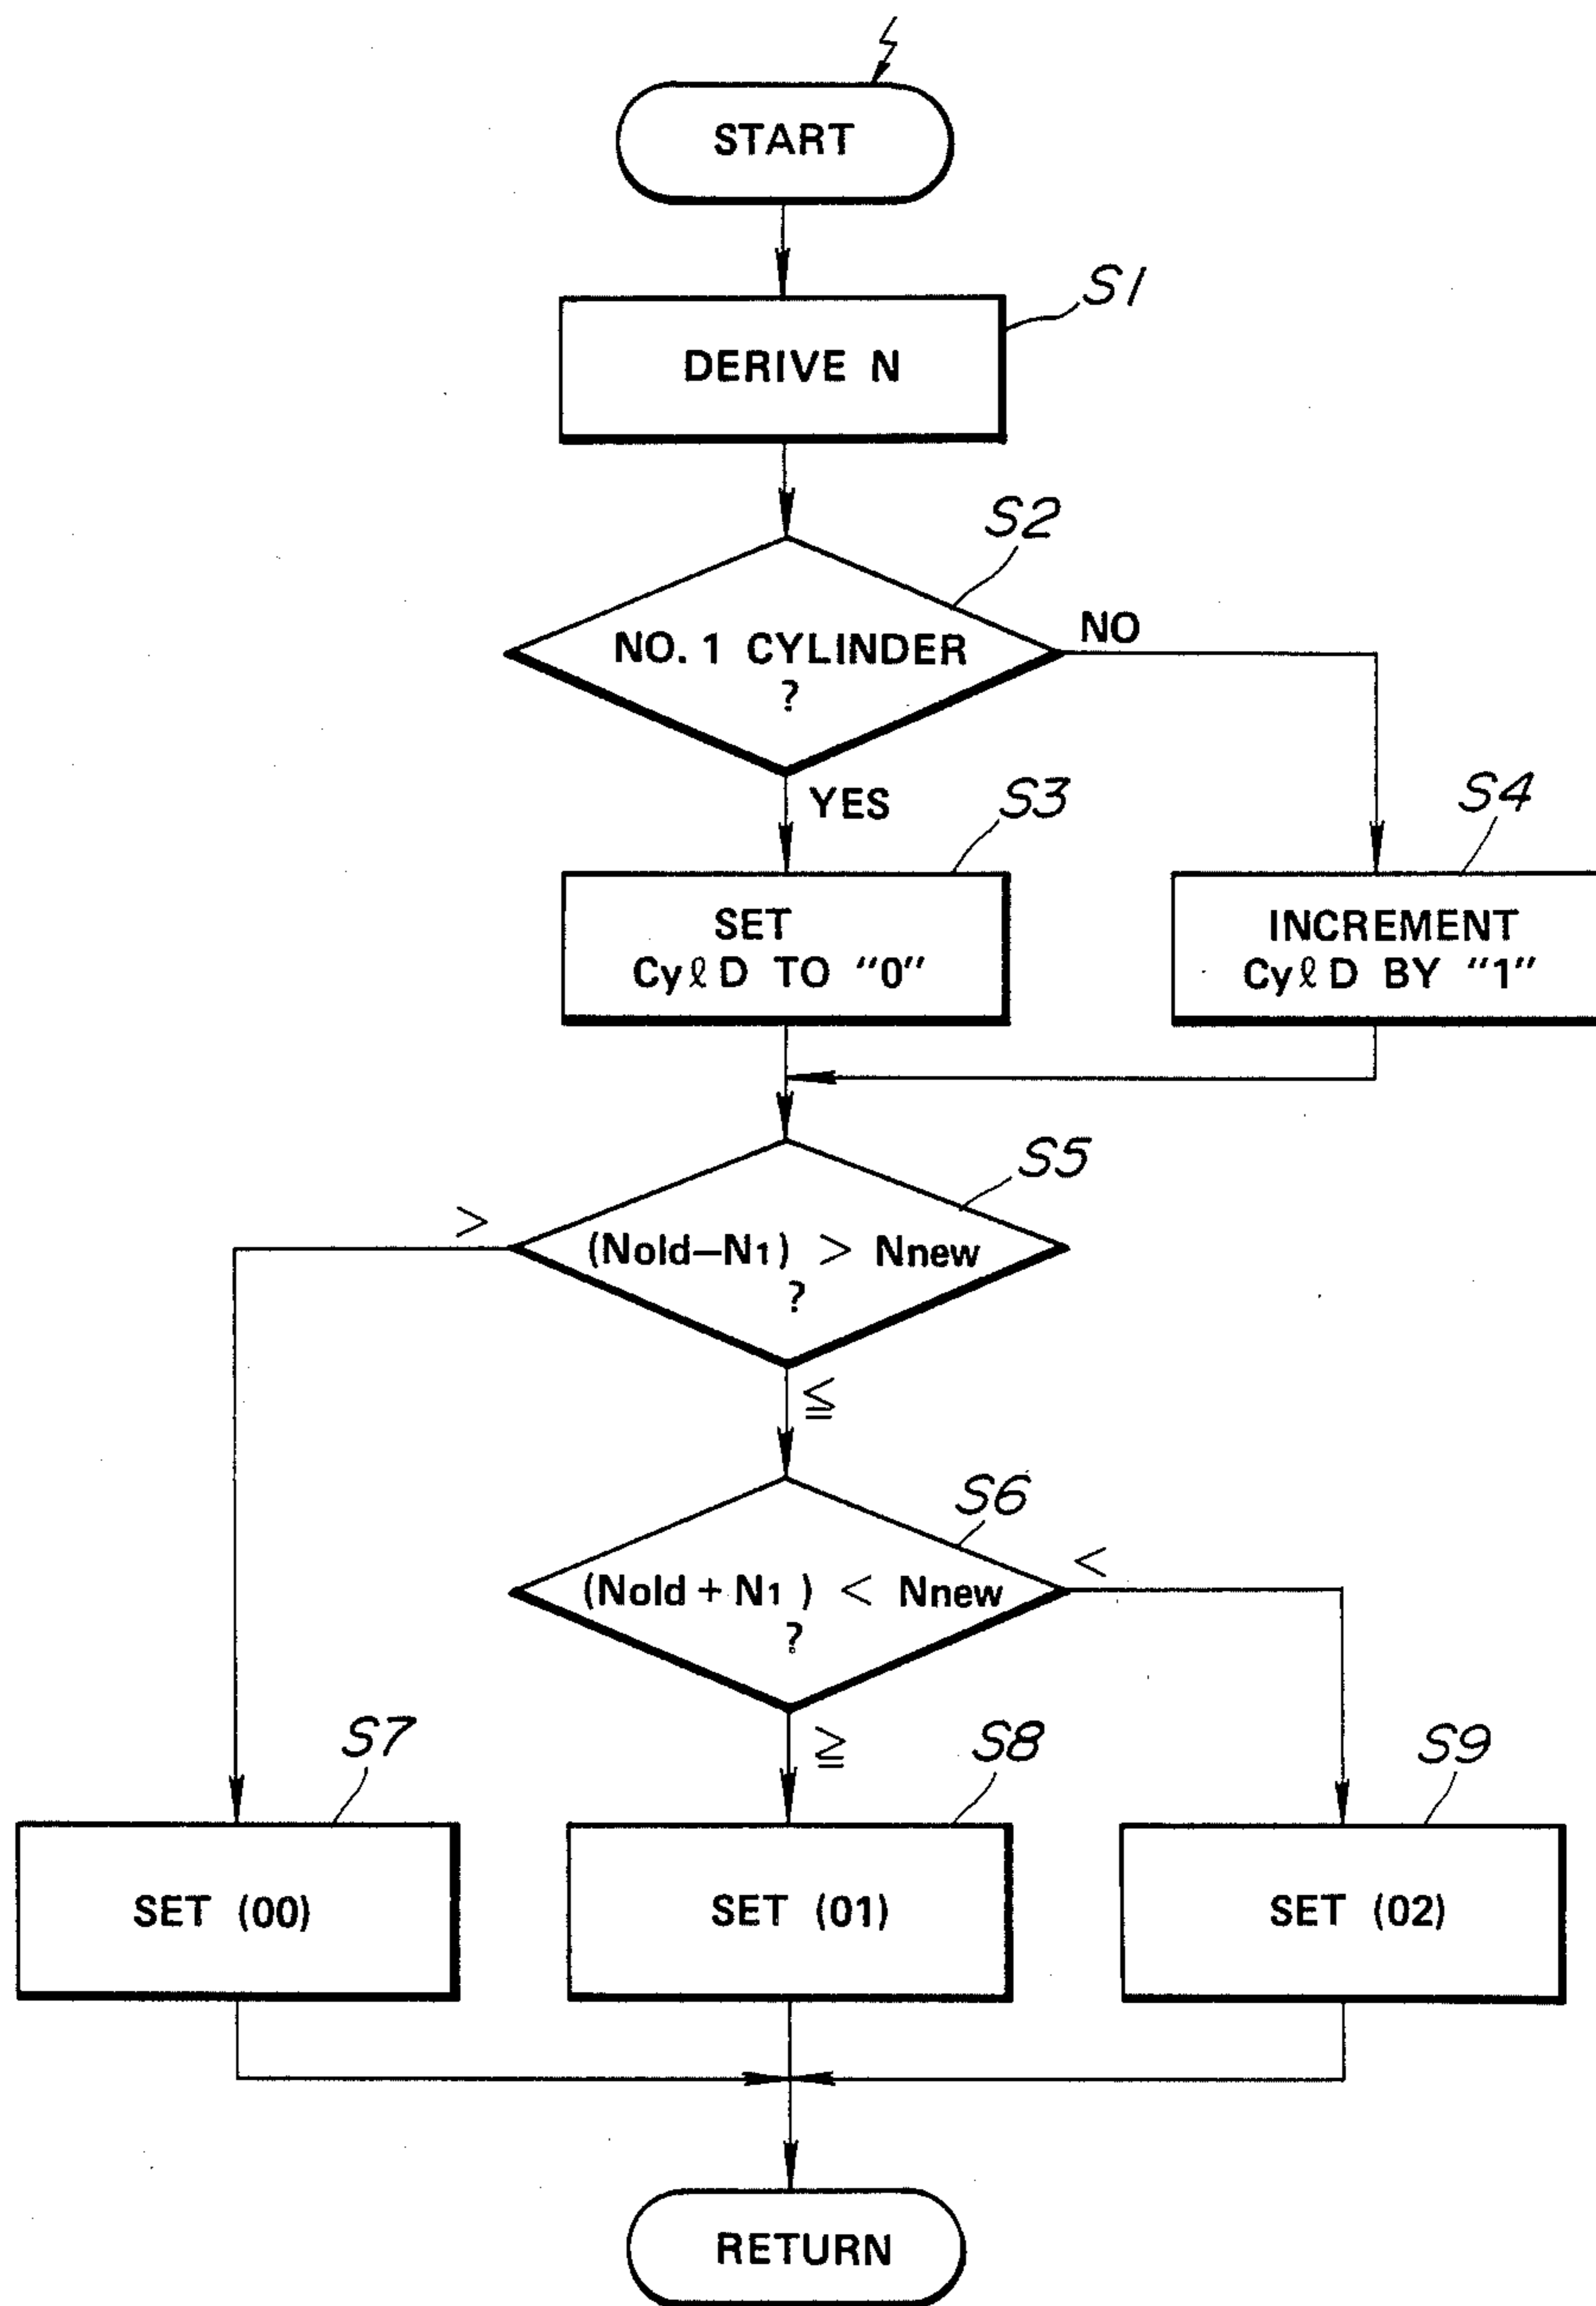 START
S1
DERIVE N
S2
NO. 1 CYLINDER
?
NO
YES
S3
SET
CyℓD TO “0”
S4
INCREMENT
CyℓD BY “1”
S5
>
(Nold−N1) > Nnew
?
≦
S6
<
(Nold + N1 ) < Nnew
?
≧
S7
SET (00)
S8
SET (01)
S9
SET (02)
RETURN